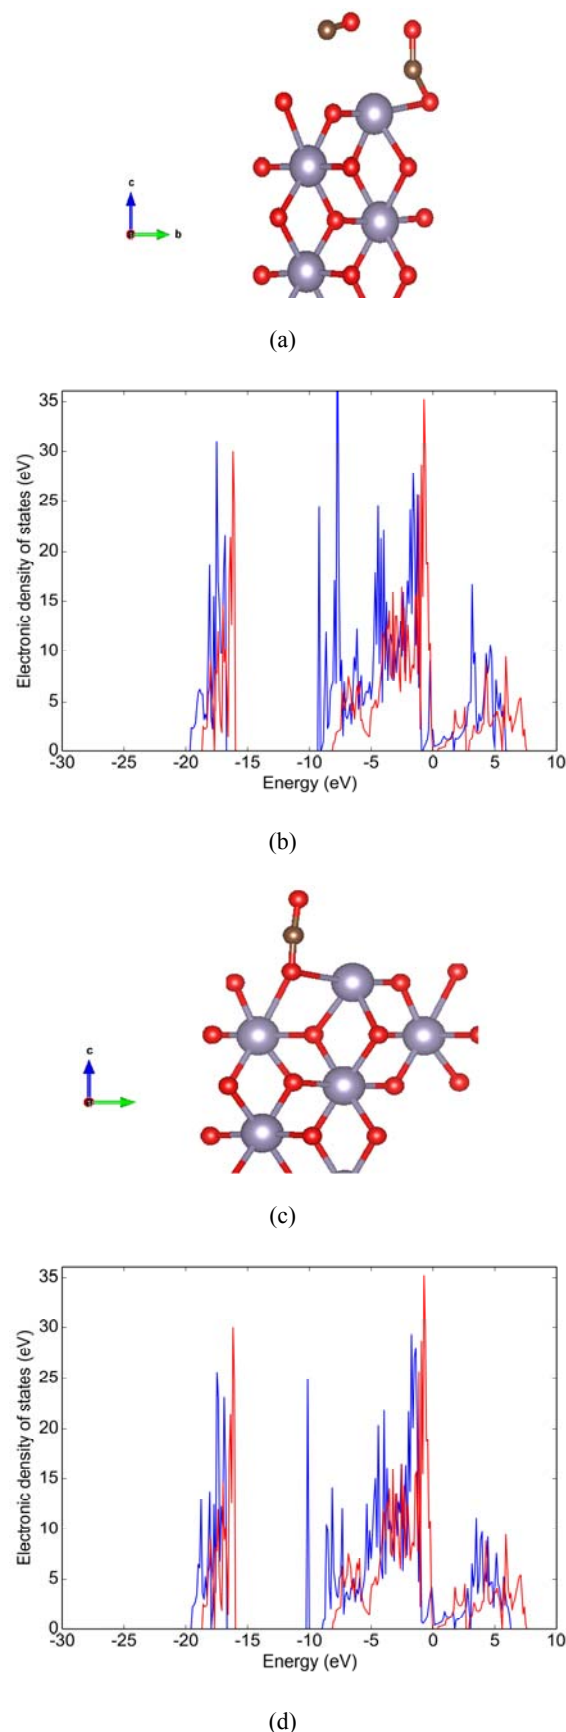 c
b
(a)
35
30
25
20
15
10
5
0
Electronic density of states (eV)
-30 -25 -20 -15 -10 -5 0 5 10
Energy (eV)
(b)
c
(c)
35
30
25
20
15
10
5
0
Electronic density of states (eV)
-30 -25 -20 -15 -10 -5 0 5 10
Energy (eV)
(d)